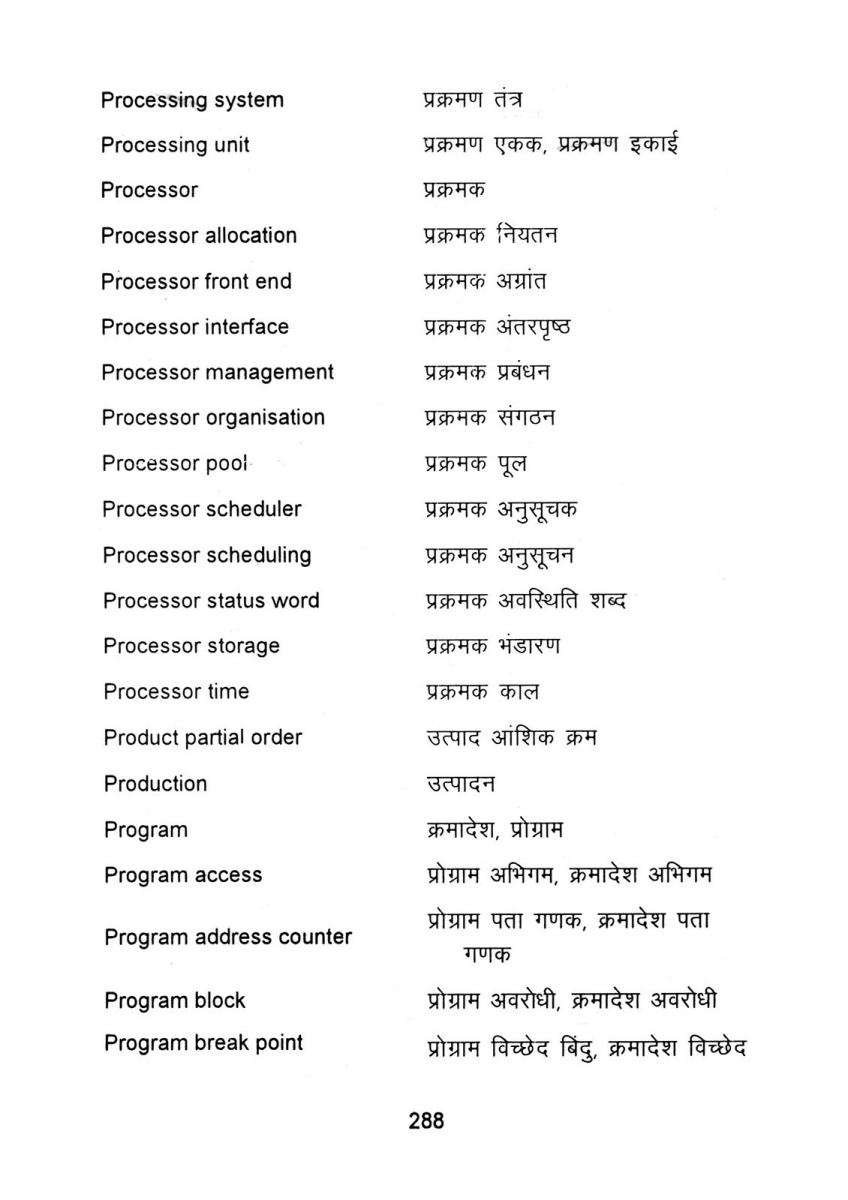 Processing system प्रक्रमण तंत्र
Processing unit प्रक्रमण एकक, प्रक्रमण इकाई
Processor प्रक्रमक
Processor allocation प्रक्रमक नियतन
Processor front end प्रक्रमक अग्रांत
Processor interface प्रक्रमक अंतरपृष्ठ
Processor management प्रक्रमक प्रबंधन
Processor organisation प्रक्रमक संगठन
Processor pool प्रक्रमक पूल
Processor scheduler प्रक्रमक अनुसूचक
Processor scheduling प्रक्रमक अनुसूचन
Processor status word प्रक्रमक अवस्थिति शब्द
Processor storage प्रक्रमक भंडारण
Processor time प्रक्रमक काल
Product partial order उत्पाद आंशिक क्रम
Production उत्पादन
Program क्रमादेश, प्रोग्राम
Program access प्रोग्राम अभिगम, क्रमादेश अभिगम
Program address counter प्रोग्राम पता गणक, क्रमादेश पता
गणक
Program block प्रोग्राम अवरोधी, क्रमादेश अवरोधी
Program break point प्रोग्राम विच्छेद बिंदु, क्रमादेश विच्छेद
288